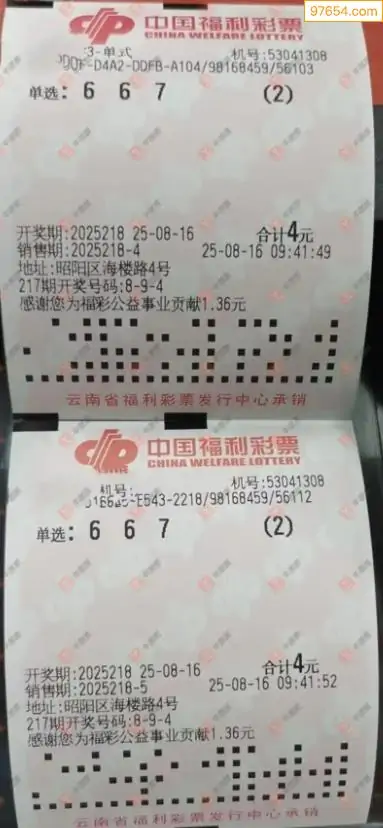 97654.com
中国福利彩票
CHINA WELFARE LOTTERY
3-单式 机号:53041308
-D4A2-DDFB-A104/98168459/56103
单选: 6 6 7 (2)
开奖期:2025218 25-08-16 合计4元
销售期:2025218-4 25-08-16 09:41:49
地址:昭阳区海楼路4号
217期开奖号码:8-9-4
感谢您为福彩公益事业贡献1.36元
云南省福利彩票发行中心承销
中国福利彩票
CHINA WELFARE LOTTERY
机号: 机号:53041308
-E643-2218/98168459/56112
单选: 6 6 7 (2)
开奖期:2025218 25-08-16 合计4元
销售期:2025218-5 25-08-16 09:41:52
地址:昭阳区海楼路4号
217期开奖号码:8-9-4
感谢您为福彩公益事业贡献1.36元
云南省福利彩票发行中心承销